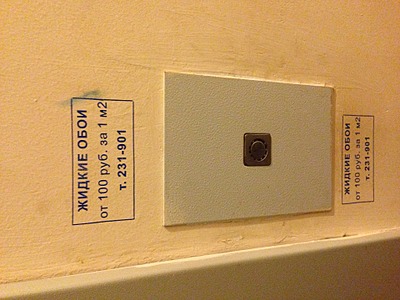 ЖИДКИЕ ОБОИ
от 100 руб. за 1 м2
т. 231-901
ЖИДКИЕ ОБОИ
от 100 руб. за 1 м2
т. 231-901